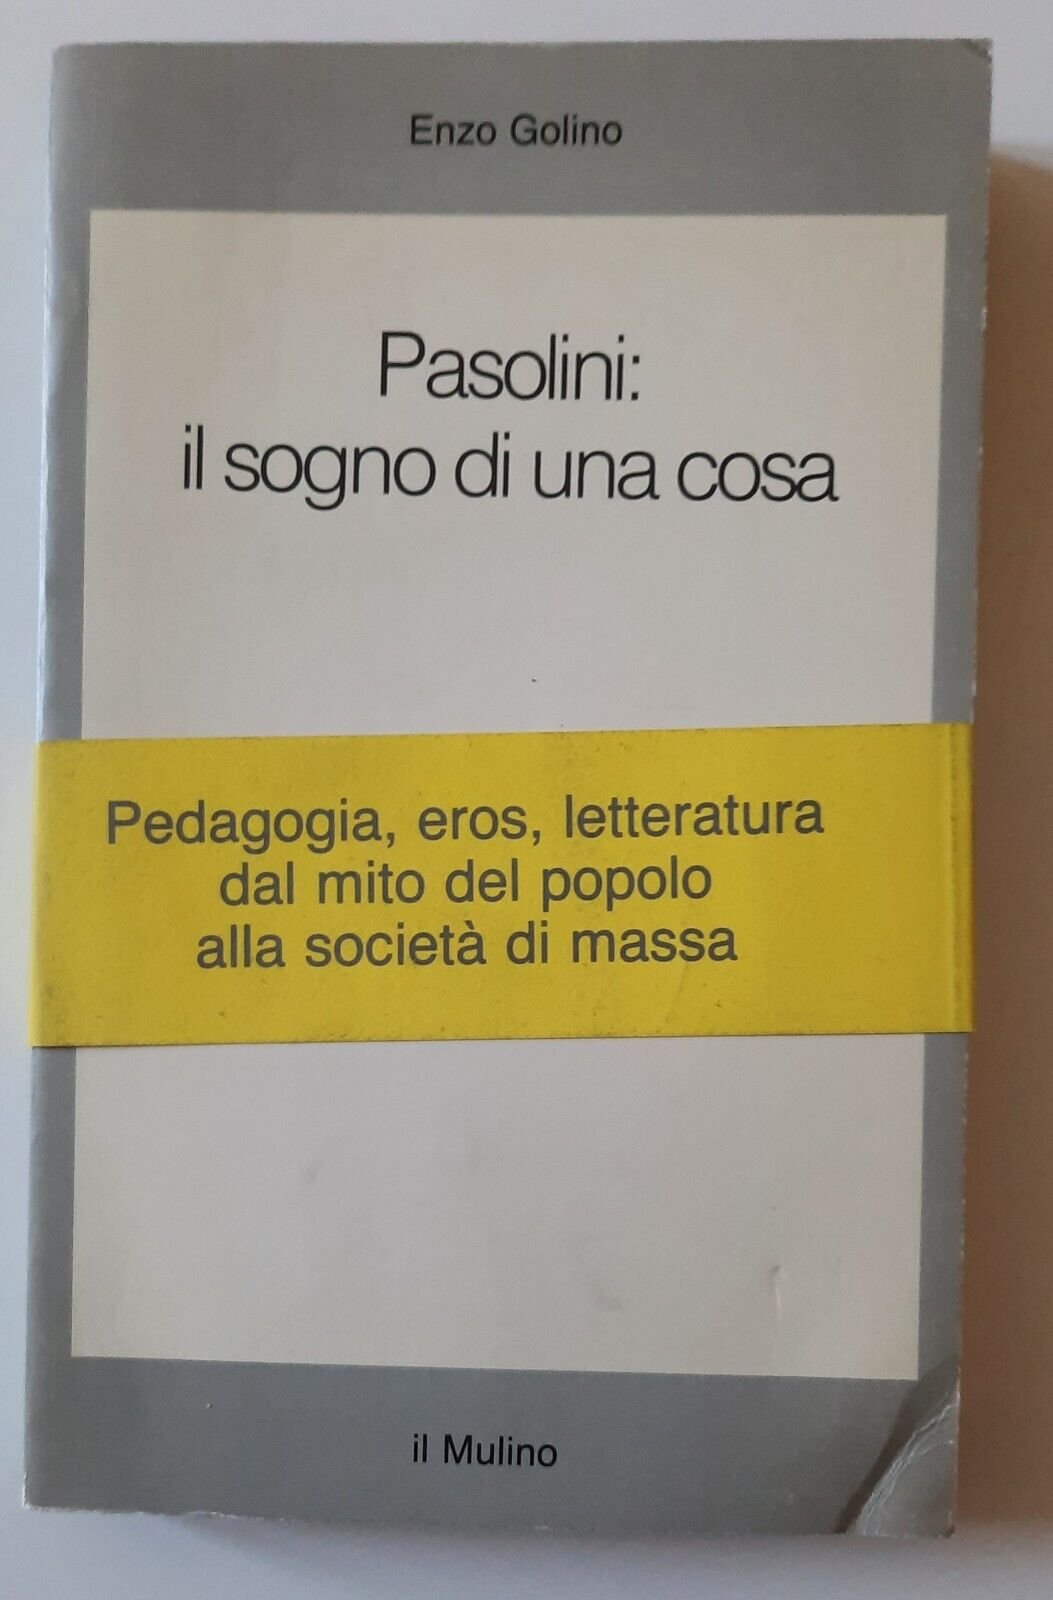 Enzo Golino
Pasolini:
il sogno di una cosa
Pedagogia, eros, letteratura
dal mito del popolo
alla società di massa
il Mulino